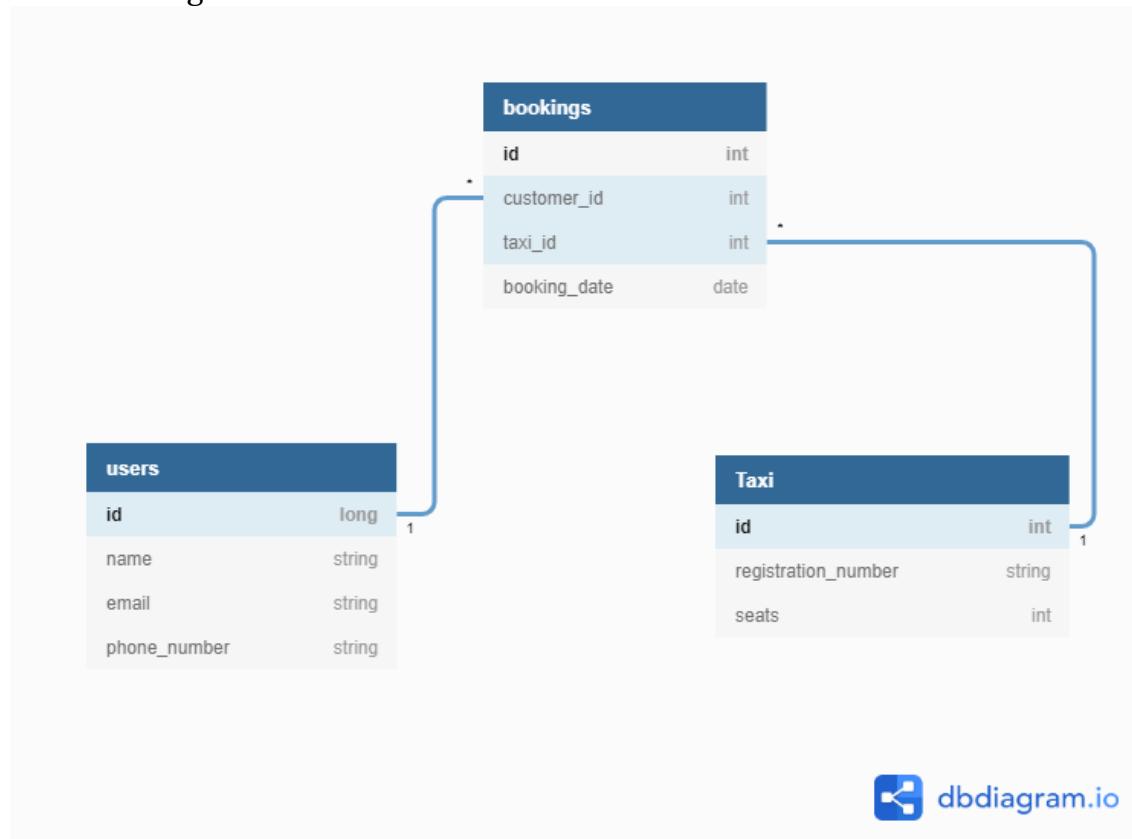 bookings
id int
customer_id int
taxi_id int
booking_date date
*
*
users
id long
name string
email string
phone_number string
1
Taxi
id int
registration_number string
seats int
1
dbdiagram.io